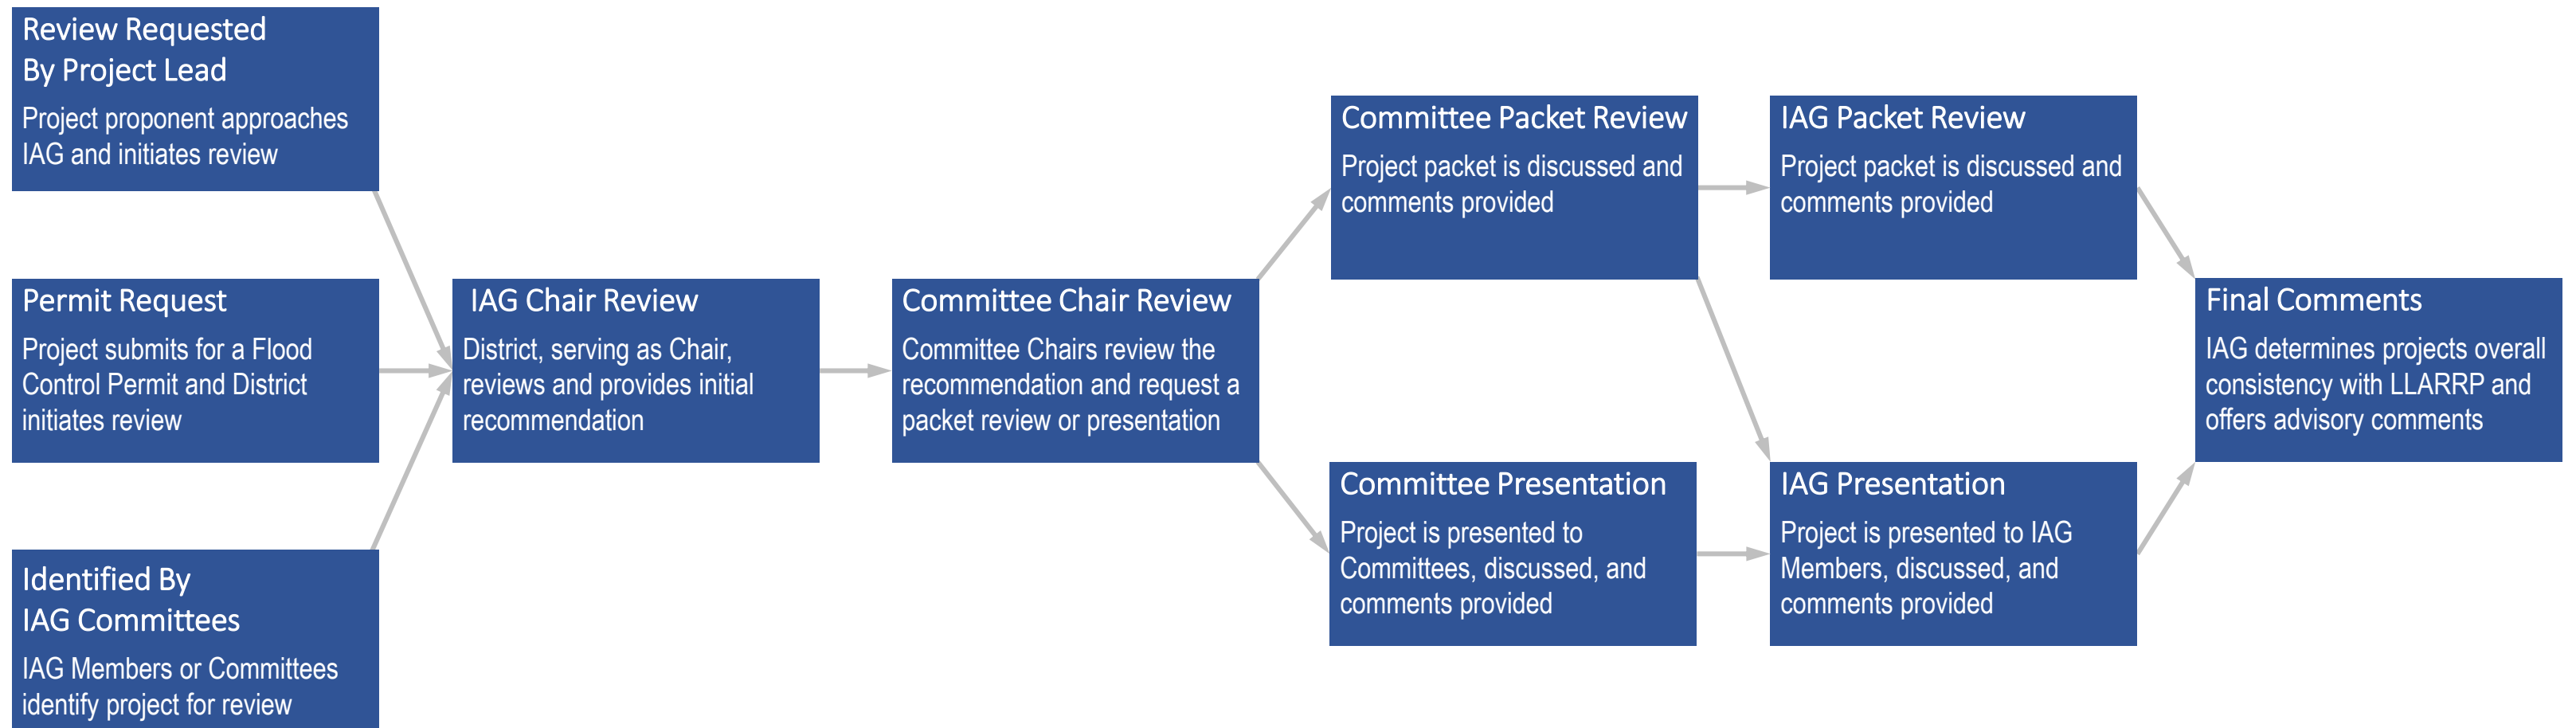 Review Requested
By Project Lead
Project proponent approaches
IAG and initiates review
Permit Request
Project submits for a Flood
Control Permit and District
initiates review
Identified By
IAG Committees
IAG Members or Committees
identify project for review
IAG Chair Review
District, serving as Chair,
reviews and provides initial
recommendation
Committee Chair Review
Committee Chairs review the
recommendation and request a
packet review or presentation
Committee Packet Review
Project packet is discussed and
comments provided
Committee Presentation
Project is presented to
Committees, discussed, and
comments provided
IAG Packet Review
Project packet is discussed and
comments provided
IAG Presentation
Project is presented to IAG
Members, discussed, and
comments provided
Final Comments
IAG determines projects overall
consistency with LLARRP and
offers advisory comments